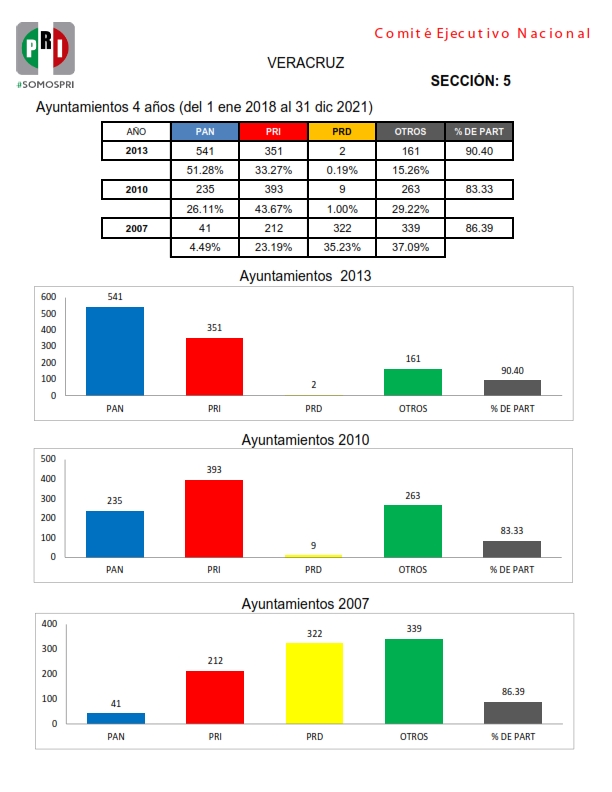 Comité Ejecutivo Nacional
PRI
#SOMOSPRI
VERACRUZ
SECCIÓN: 5
Ayuntamientos 4 años (del 1 ene 2018 al 31 dic 2021)
AÑO PAN PRI PRD OTROS % DE PART
2013 541 351 2 161 90.40
51.28% 33.27% 0.19% 15.26%
2010 235 393 9 263 83.33
26.11% 43.67% 1.00% 29.22%
2007 41 212 322 339 86.39
4.49% 23.19% 35.23% 37.09%
Ayuntamientos 2013
600
500
400
300
200
100
0
541
351
2
161
90.40
PAN PRI PRD OTROS % DE PART
Ayuntamientos 2010
500
400
300
200
100
0
235
393
9
263
83.33
PAN PRI PRD OTROS % DE PART
Ayuntamientos 2007
400
300
200
100
0
41
212
322
339
86.39
PAN PRI PRD OTROS % DE PART